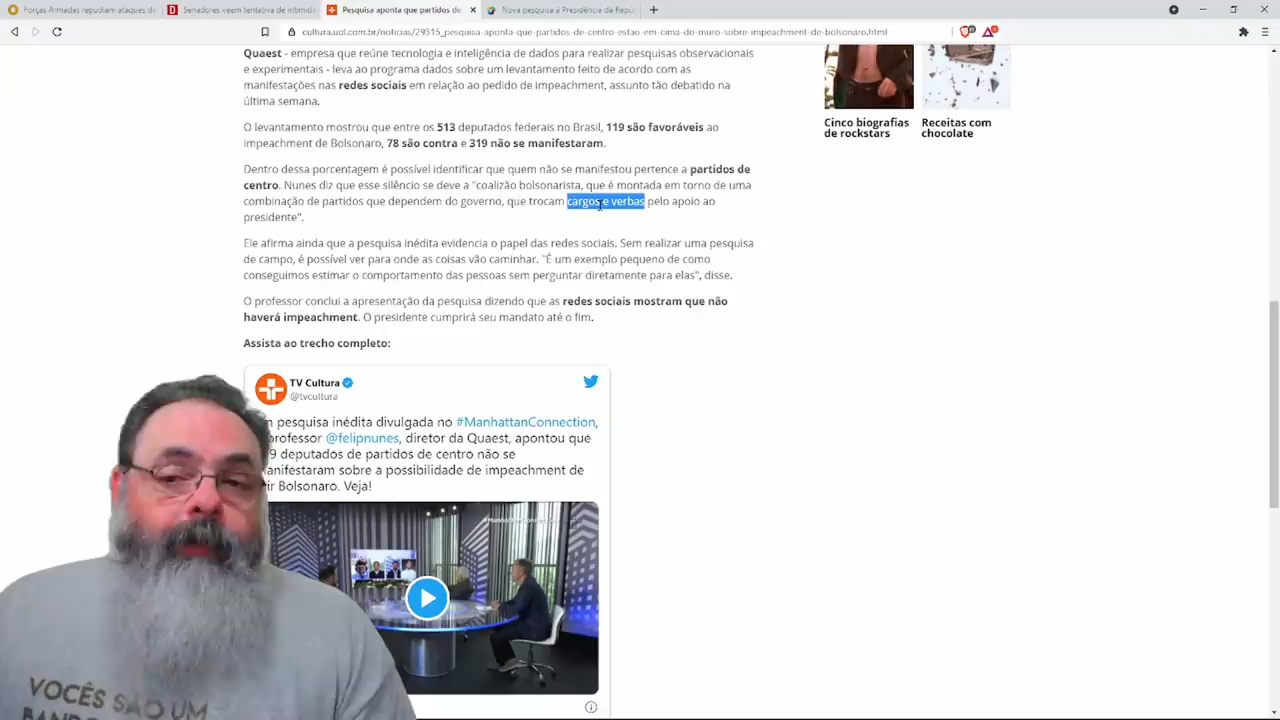 Forças Armadas repudiam ataques de
Senadores veem tentativa de intimid
Pesquisa aponta que partidos de
Nova pesquisa à Presidência da Repú
cultura.uol.com.br/noticias/29315_pesquisa-aponta-que-partidos-de-centro-estao-em-cima-do-muro-sobre-impeachment-de-bolsonaro.html
Quaest - empresa que reúne tecnologia e inteligência de dados para realizar pesquisas observacionais
e experimentais - leva ao programa dados sobre um levantamento feito de acordo com as
manifestações nas redes sociais em relação ao pedido de impeachment, assunto tão debatido na
última semana.
O levantamento mostrou que entre os 513 deputados federais no Brasil, 119 são favoráveis ao
impeachment de Bolsonaro, 78 são contra e 319 não se manifestaram.
Dentro dessa porcentagem é possível identificar que quem não se manifestou pertence a partidos de
centro. Nunes diz que esse silêncio se deve a "coalizão bolsonarista, que é montada em torno de uma
combinação de partidos que dependem do governo, que trocam cargos e verbas pelo apoio ao
presidente".
Ele afirma ainda que a pesquisa inédita evidencia o papel das redes sociais. Sem realizar uma pesquisa
de campo, é possível ver para onde as coisas vão caminhar. "É um exemplo pequeno de como
conseguimos estimar o comportamento das pessoas sem perguntar diretamente para elas", disse.
O professor conclui a apresentação da pesquisa dizendo que as redes sociais mostram que não
haverá impeachment. O presidente cumprirá seu mandato até o fim.
Assista ao trecho completo:
Cinco biografias
de rockstars
Receitas com
chocolate
TV Cultura
@tvcultura
pesquisa inédita divulgada no #ManhattanConnection,
professor @felipnunes, diretor da Quaest, apontou que
9 deputados de partidos de centro não se
anifestaram sobre a possibilidade de impeachment de
ir Bolsonaro. Veja!
VOCÊS SÃO UM